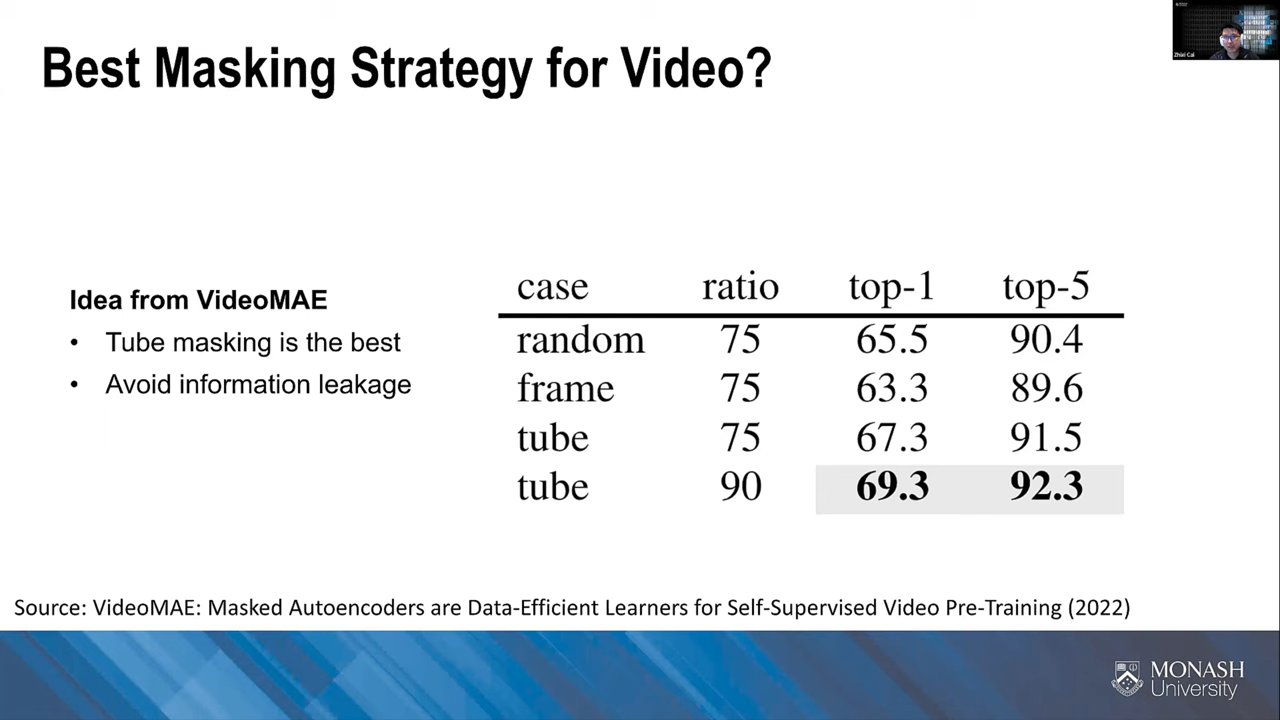 Best Masking Strategy for Video?
Zhixi Cai
Idea from VideoMAE
• Tube masking is the best
• Avoid information leakage
case ratio top-1 top-5
random 75 65.5 90.4
frame 75 63.3 89.6
tube 75 67.3 91.5
tube 90 69.3 92.3
Source: VideoMAE: Masked Autoencoders are Data-Efficient Learners for Self-Supervised Video Pre-Training (2022)
MONASH
University